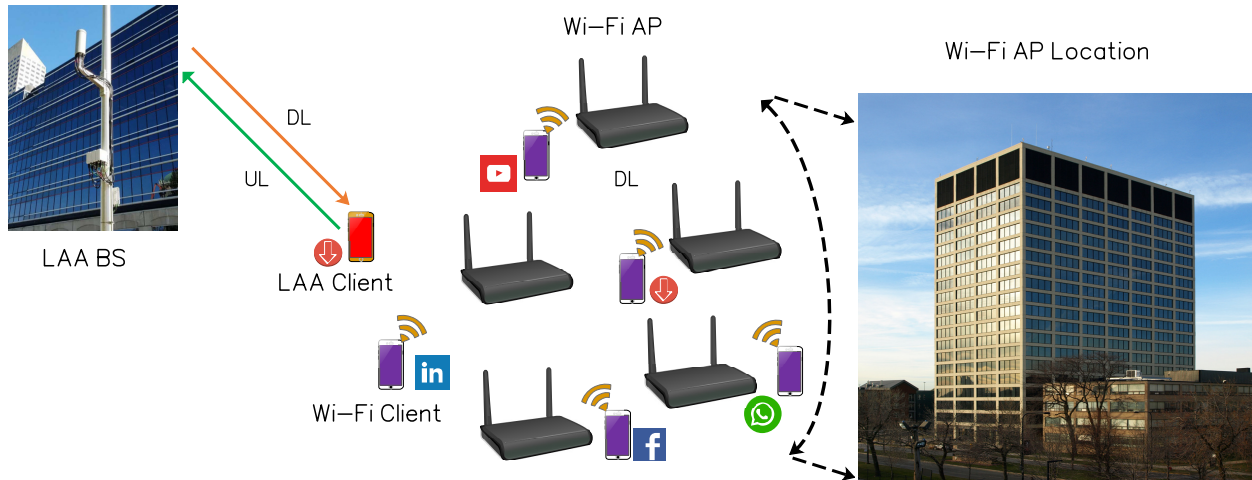 Wi-Fi AP
Wi-Fi AP Location
DL
UL
DL
LAA BS
LAA Client
in
Wi-Fi Client
f